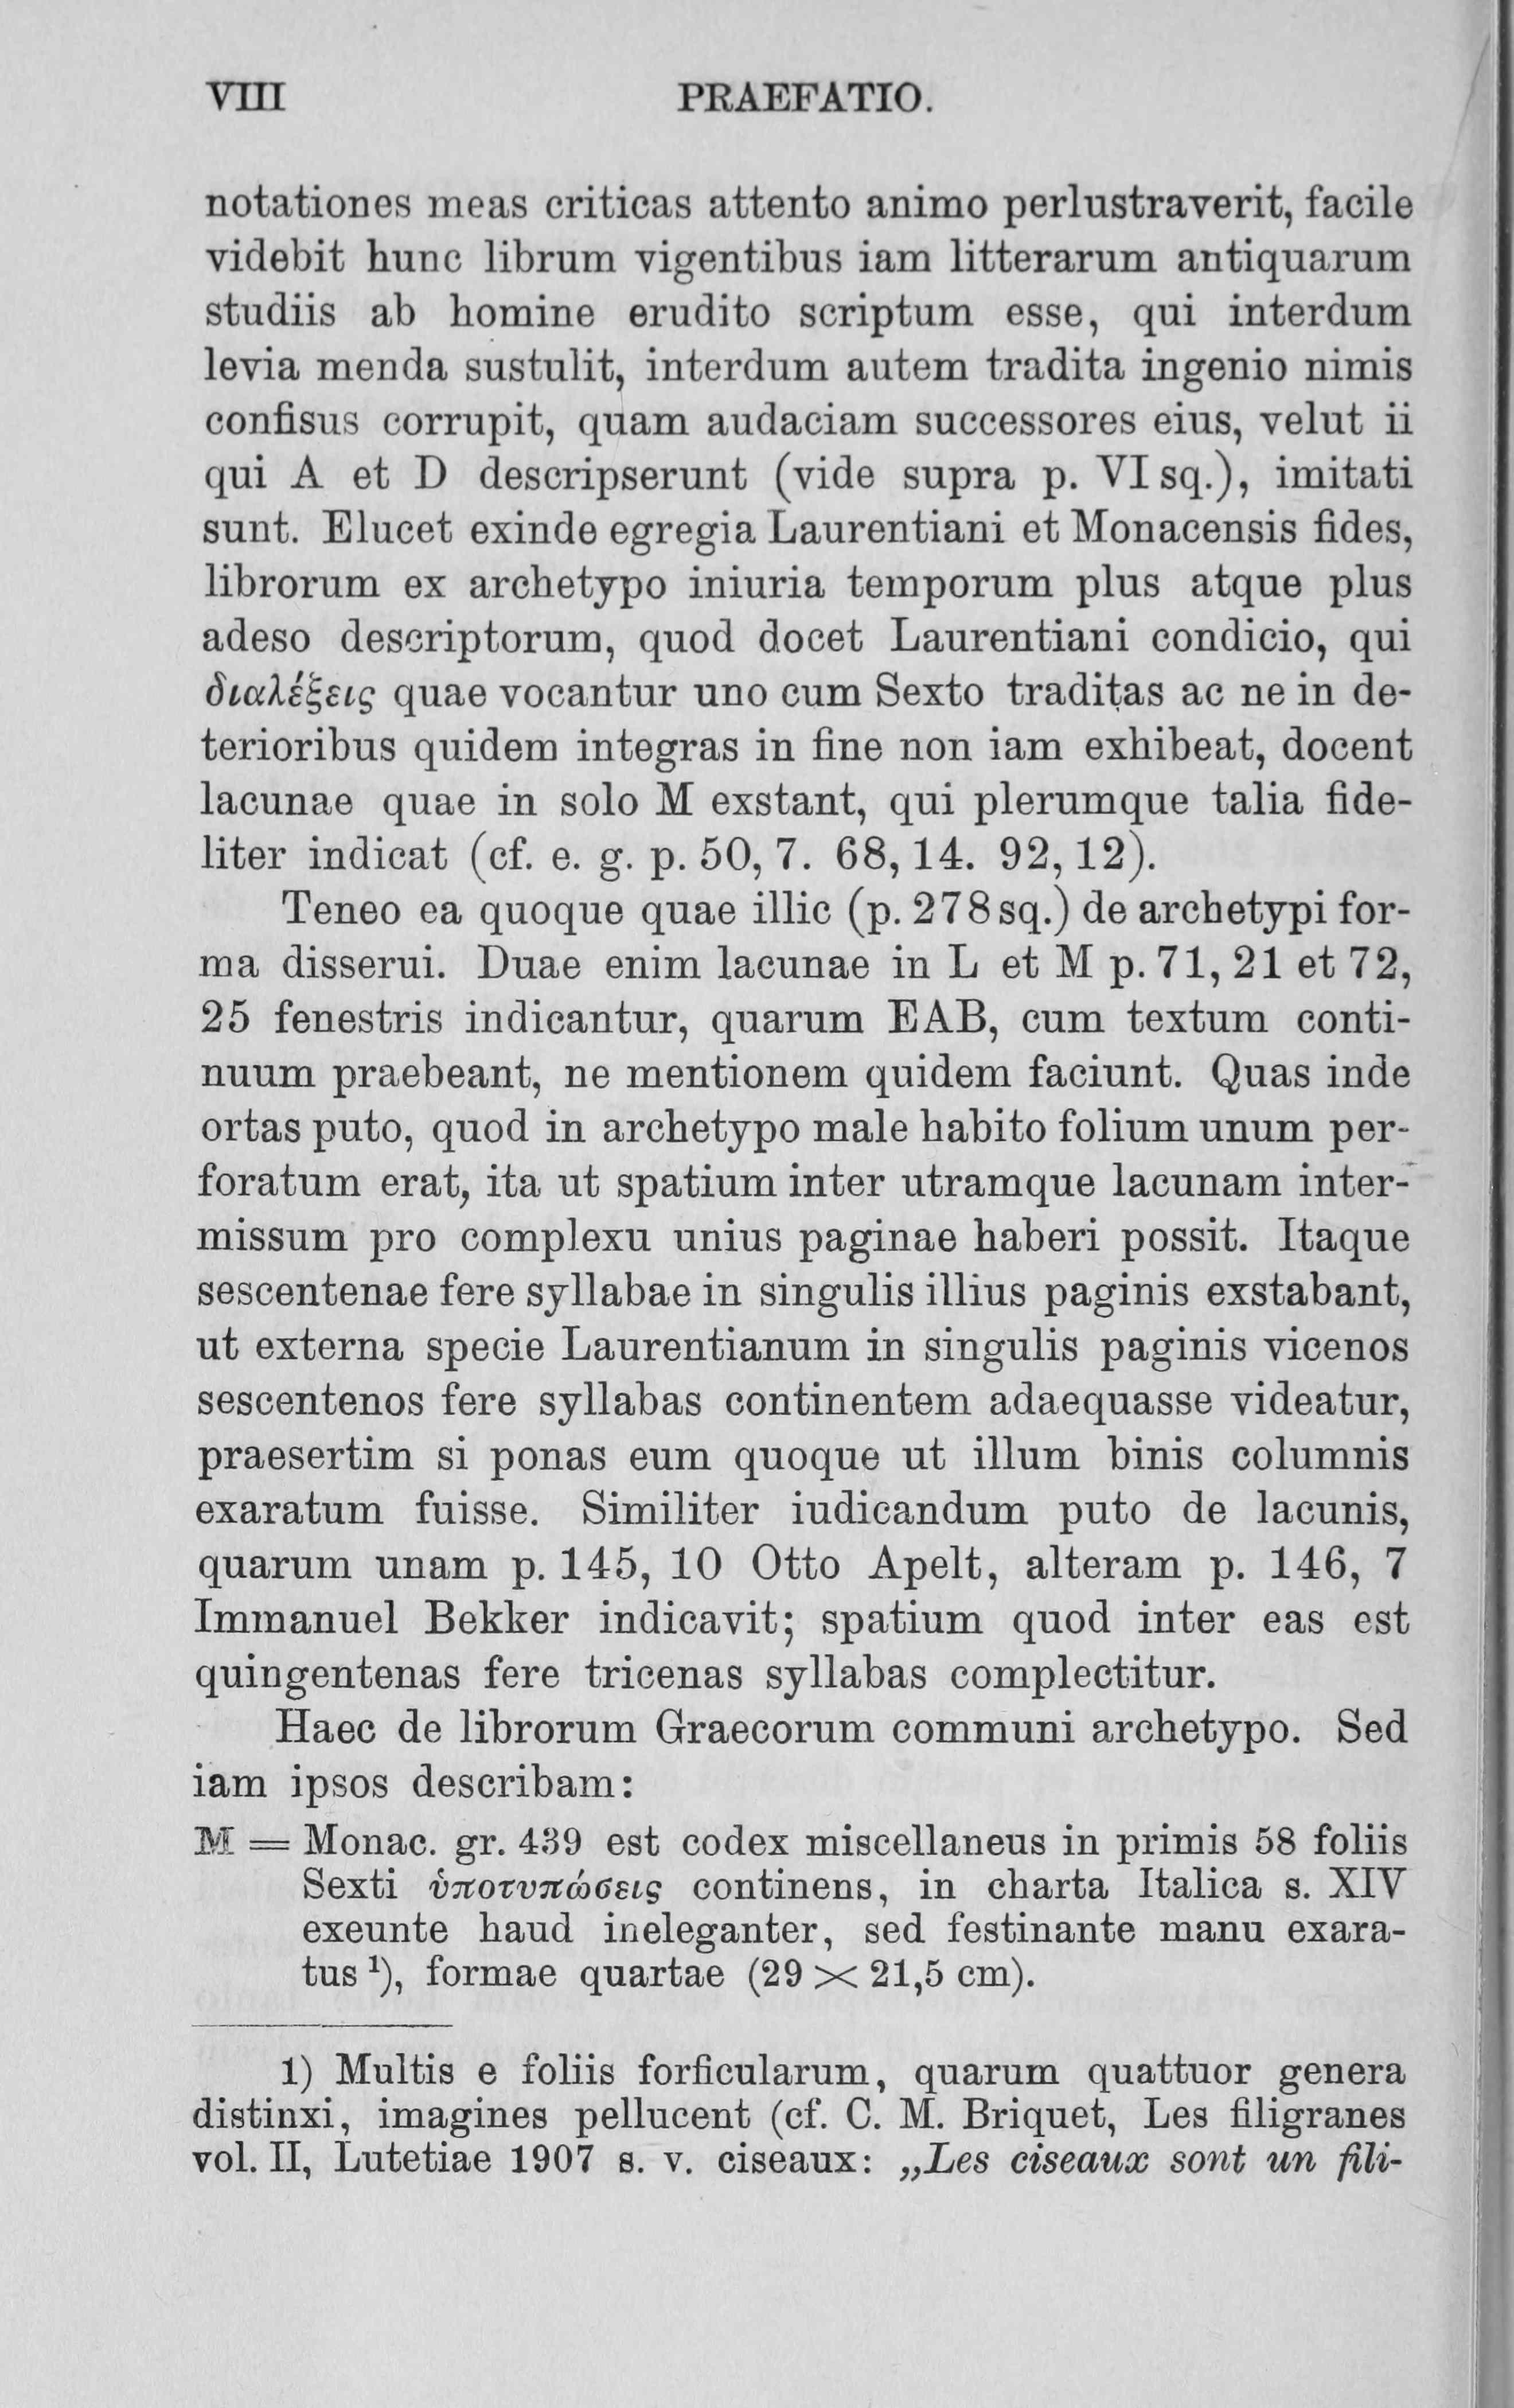 VIII PRAEFATIO.
notationes meas criticas attento animo perlustraverit, facile
videbit hunc librum vigentibus iam litterarum antiquarum
studiis ab homine erudito scriptum esse, qui interdum
levia menda sustulit, interdum autem tradita ingenio nimis
confisus corrupit, quam audaciam successores eius, velut ii
qui A et D descripserunt (vide supra p. VI sq.), imitati
sunt. Elucet exinde egregia Laurentiani et Monacensis fides,
librorum ex archetypo iniuria temporum plus atque plus
adeso descriptorum, quod docet Laurentiani condicio, qui
διαλέξεις quae vocantur uno cum Sexto traditas ac ne in de-
terioribus quidem integras in fine non iam exhibeat, docent
lacunae quae in solo M exstant, qui plerumque talia fide-
liter indicat (cf. e. g. p. 50, 7. 68, 14. 92, 12).
Teneo ea quoque quae illic (p. 278 sq.) de archetypi for-
ma disserui. Duae enim lacunae in L et M p. 71, 21 et 72,
25 fenestris indicantur, quarum EAB, cum textum conti-
nuum praebeant, ne mentionem quidem faciunt. Quas inde
ortas puto, quod in archetypo male habito folium unum per-
foratum erat, ita ut spatium inter utramque lacunam inter-
missum pro complexu unius paginae haberi possit. Itaque
sescentenae fere syllabae in singulis illius paginis exstabant,
ut externa specie Laurentianum in singulis paginis vicenos
sescentenos fere syllabas continentem adaequasse videatur,
praesertim si ponas eum quoque ut illum binis columnis
exaratum fuisse. Similiter iudicandum puto de lacunis,
quarum unam p. 145, 10 Otto Apelt, alteram p. 146, 7
Immanuel Bekker indicavit; spatium quod inter eas est
quingentenas fere tricenas syllabas complectitur.
Haec de librorum Graecorum communi archetypo. Sed
iam ipsos describam:
M = Monac. gr. 439 est codex miscellaneus in primis 58 foliis
Sexti ὑποτυπώσεις continens, in charta Italica s. XIV
exeunte haud ineleganter, sed festinante manu exara-
tus ¹), formae quartae (29 × 21,5 cm).
1) Multis e foliis forficularum, quarum quattuor genera
distinxi, imagines pellucent (cf. C. M. Briquet, Les filigranes
vol. II, Lutetiae 1907 s. v. ciseaux: „Les ciseaux sont un fili-